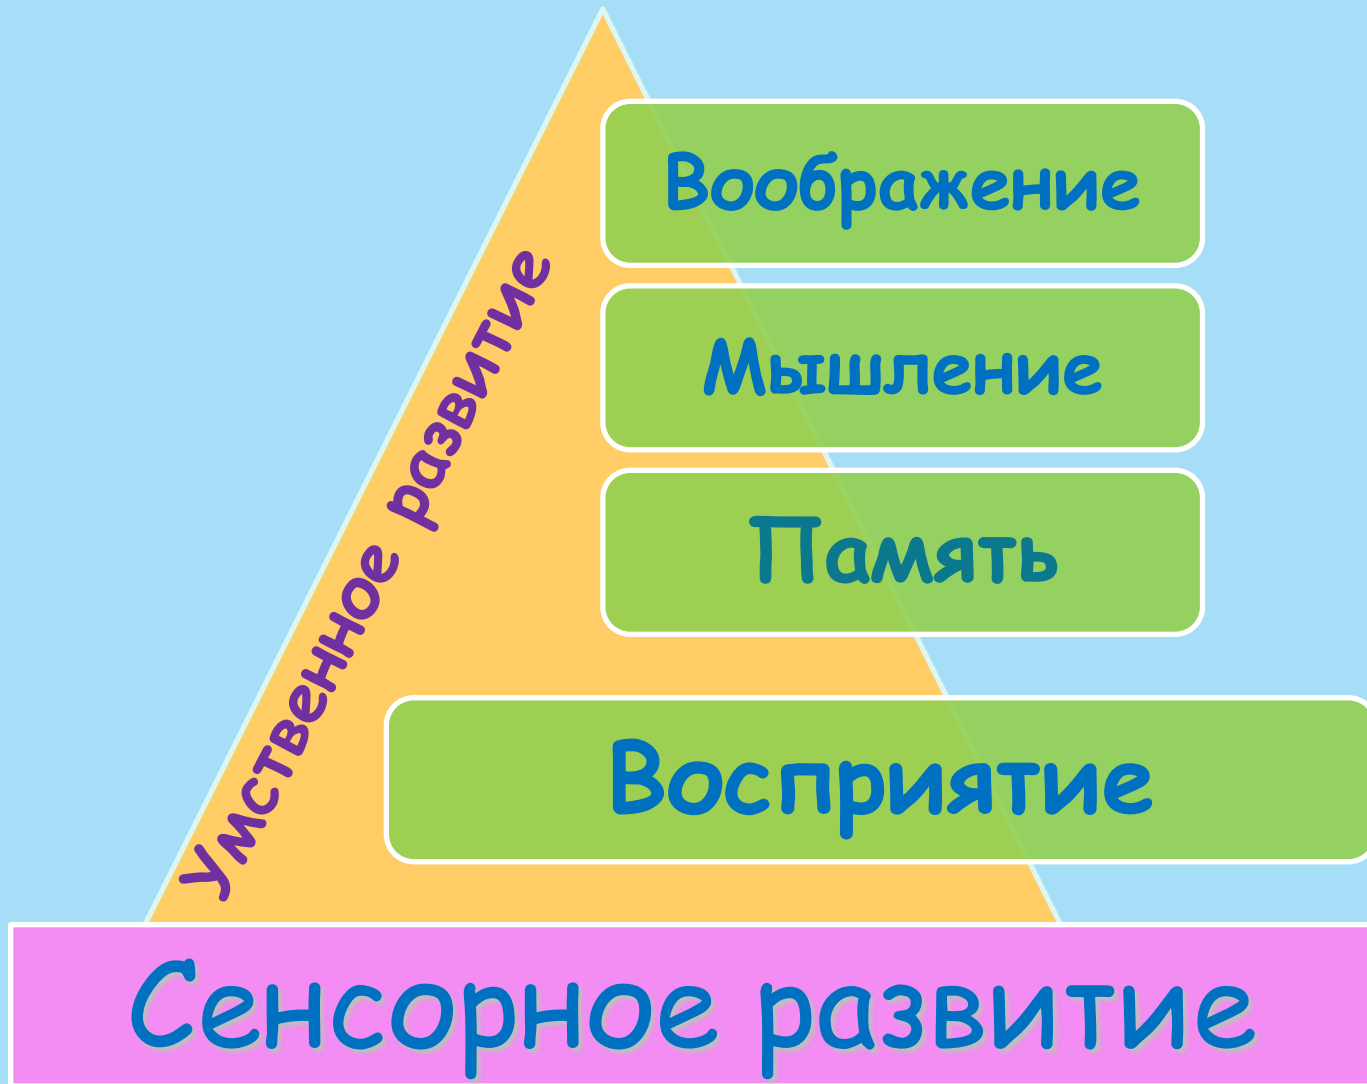 Воображение
Мышление
Память
Восприятие
Умственное развитие
Сенсорное развитие